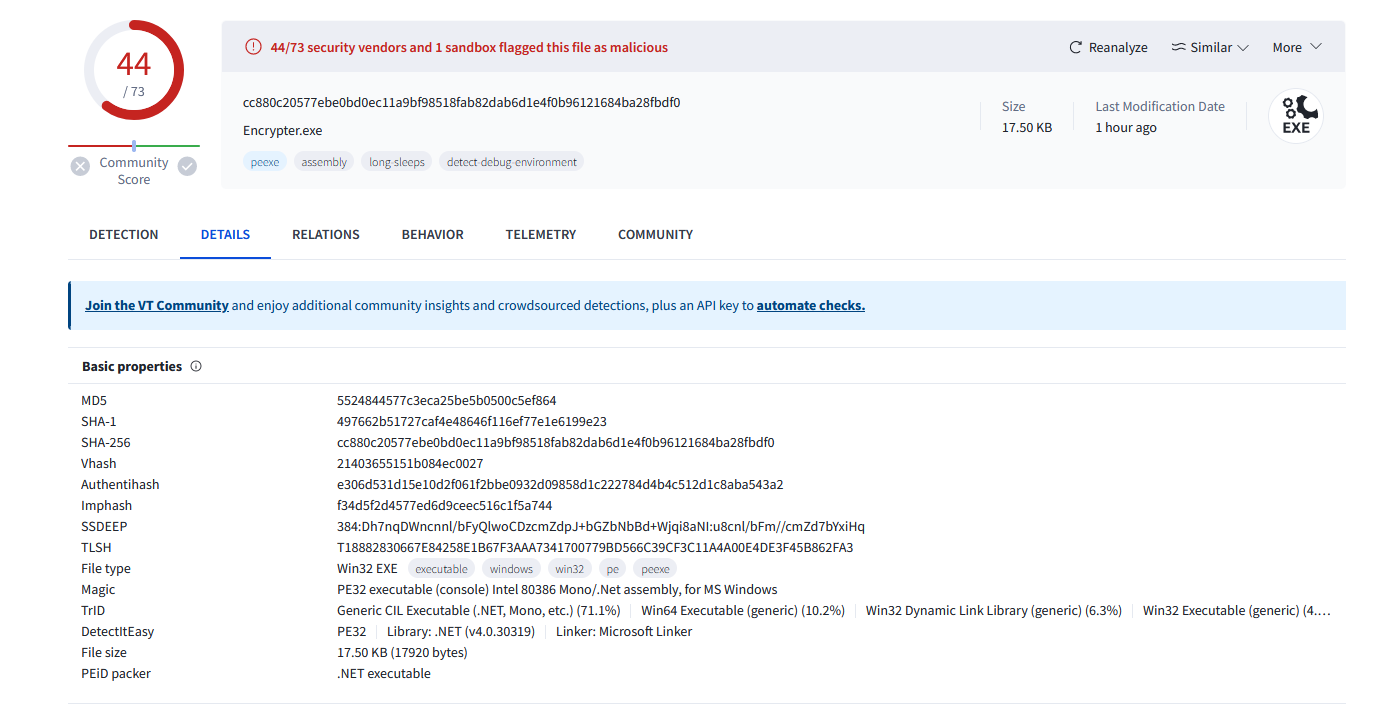 44
/ 73
Community
Score
44/73 security vendors and 1 sandbox flagged this file as malicious
Reanalyze
Similar
More
cc880c20577ebe0bd0ec11a9bf98518fab82dab6d1e4f0b96121684ba28fbdf0
Encrypter.exe
peexe assembly long-sleeps detect-debug-environment
Size
17.50 KB
Last Modification Date
1 hour ago
EXE
DETECTION DETAILS RELATIONS BEHAVIOR TELEMETRY COMMUNITY
Join the VT Community and enjoy additional community insights and crowdsourced detections, plus an API key to automate checks.
Basic properties
MD5 5524844577c3eca25be5b0500c5ef864
SHA-1 497662b51727caf4e48646f116ef77e1e6199e23
SHA-256 cc880c20577ebe0bd0ec11a9bf98518fab82dab6d1e4f0b96121684ba28fbdf0
Vhash 21403655151b084ec0027
Authentihash e306d531d15e10d2f061f2bbe0932d09858d1c222784d4b4c512d1c8aba543a2
Imphash f34d5f2d4577ed6d9ceec516c1f5a744
SSDEEP 384:Dh7nqDWncnnl/bFyQlwoCDzcmZdpJ+bGZbNbBd+Wjqi8aNI:u8cnl/bFm//cmZd7bYxiHq
TLSH T18882830667E84258E1B67F3AAA7341700779BD566C39CF3C11A4A00E4DE3F45B862FA3
File type Win32 EXE executable windows win32 pe peexe
Magic PE32 executable (console) Intel 80386 Mono/.Net assembly, for MS Windows
TrID Generic CIL Executable (.NET, Mono, etc.) (71.1%) Win64 Executable (generic) (10.2%) Win32 Dynamic Link Library (generic) (6.3%) Win32 Executable (generic) (4.…
DetectItEasy PE32 Library: .NET (v4.0.30319) Linker: Microsoft Linker
File size 17.50 KB (17920 bytes)
PEiD packer .NET executable